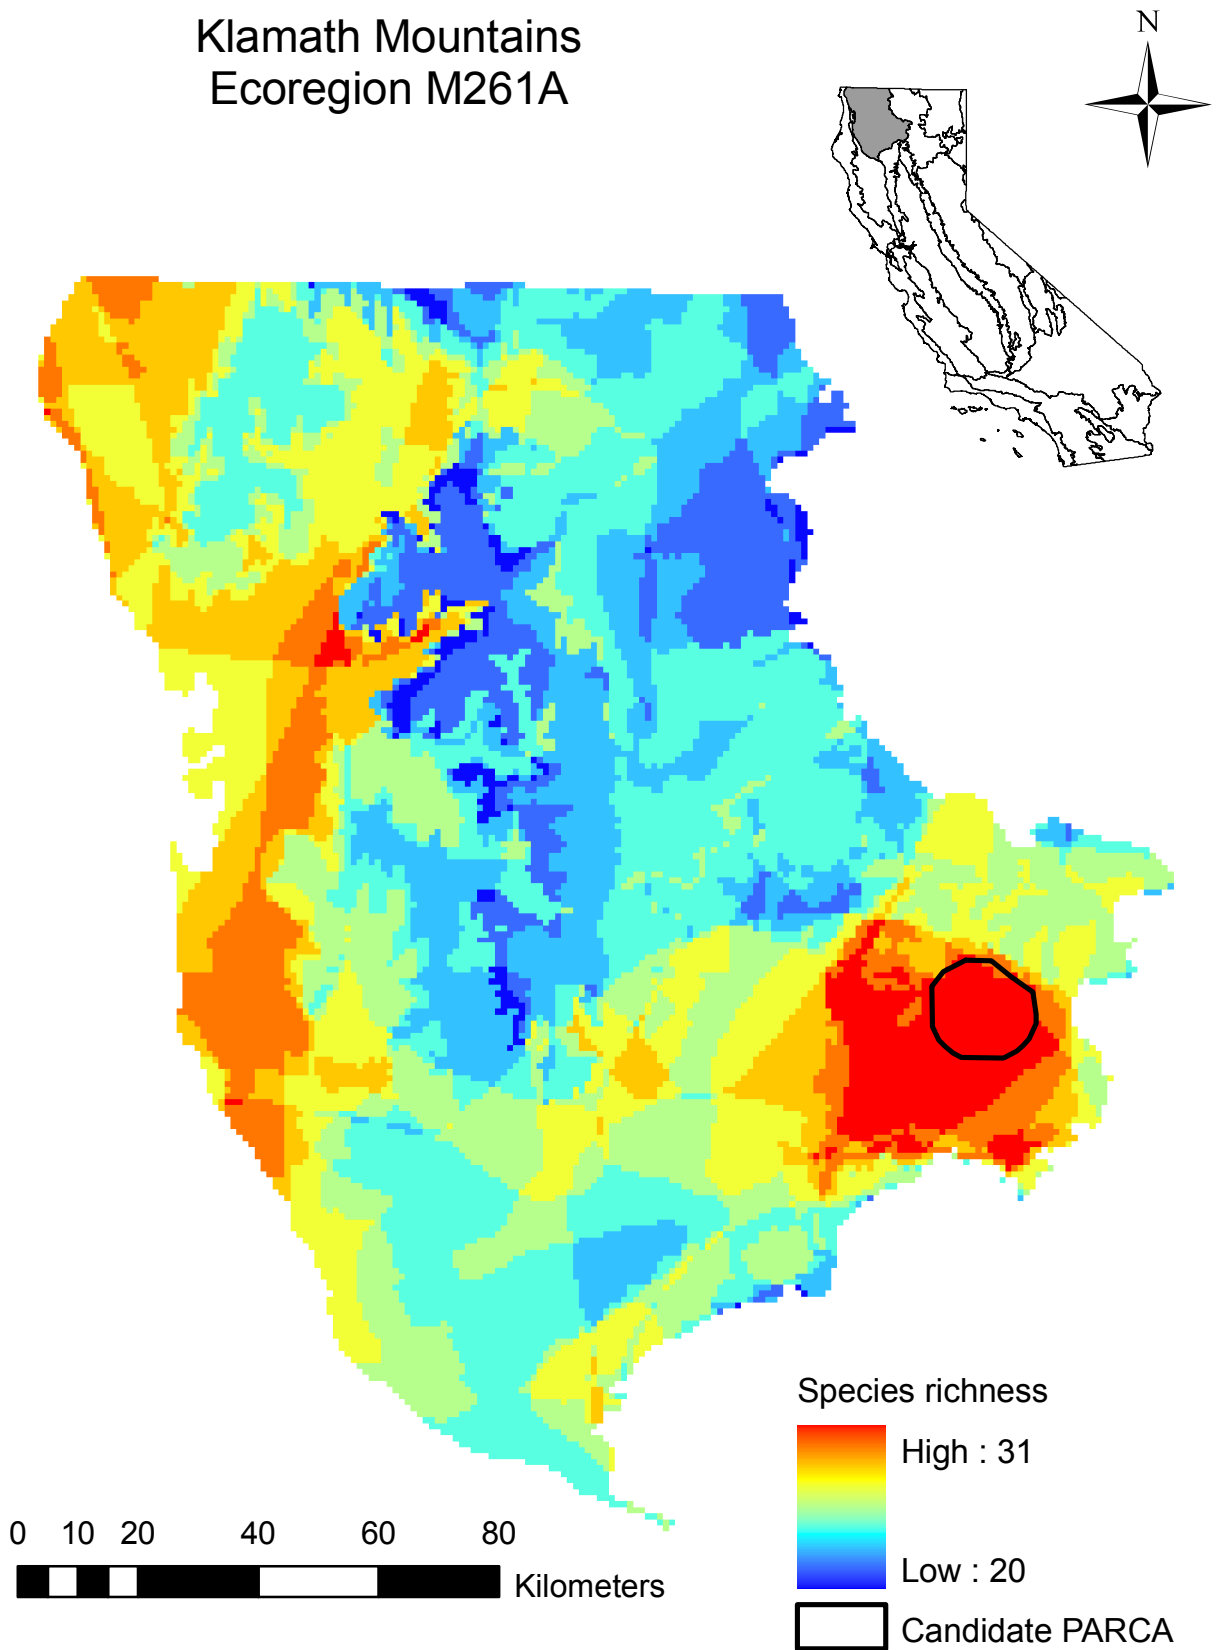 Klamath Mountains
Ecoregion M261A
N
Species richness
High : 31
Low : 20
Candidate PARCA
0 10 20 40 60 80
Kilometers